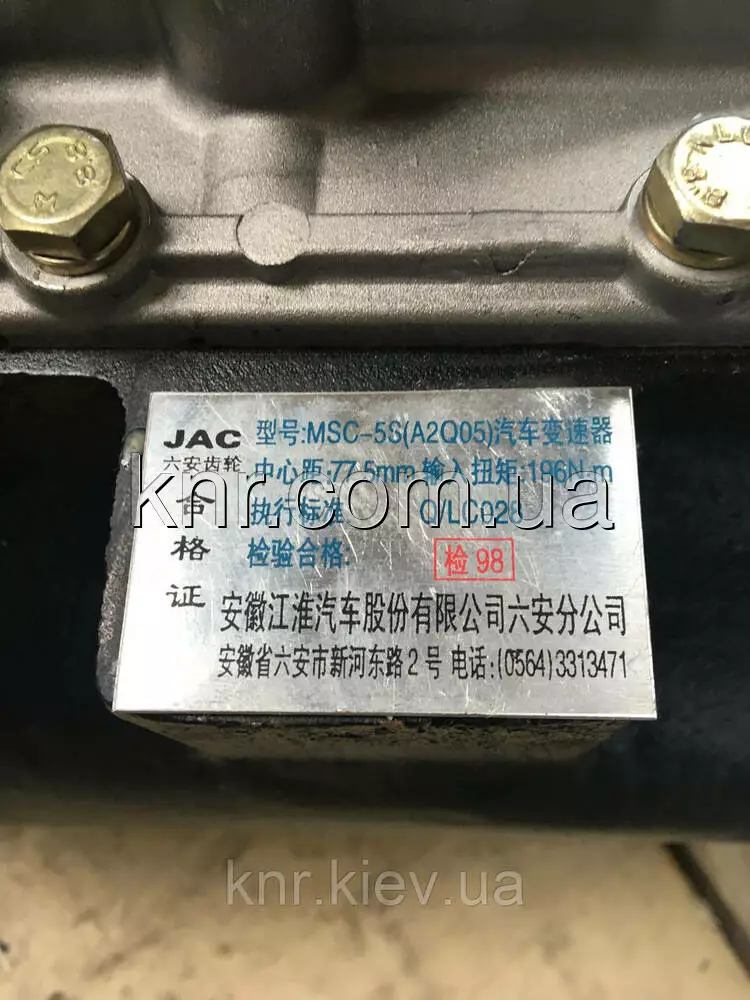 8.8
JAC 型号:MSC-5S(A2Q05)汽车变速器
六安齿轮 中心距:77.5mm 输入扭矩:196N·m
knr.com.ua
合格证
执行标准: Q/LC028
检验合格: 检 98
安徽江淮汽车股份有限公司六安分公司
安徽省六安市新河东路2号 电话:(0564)3313471
knr.kiev.ua